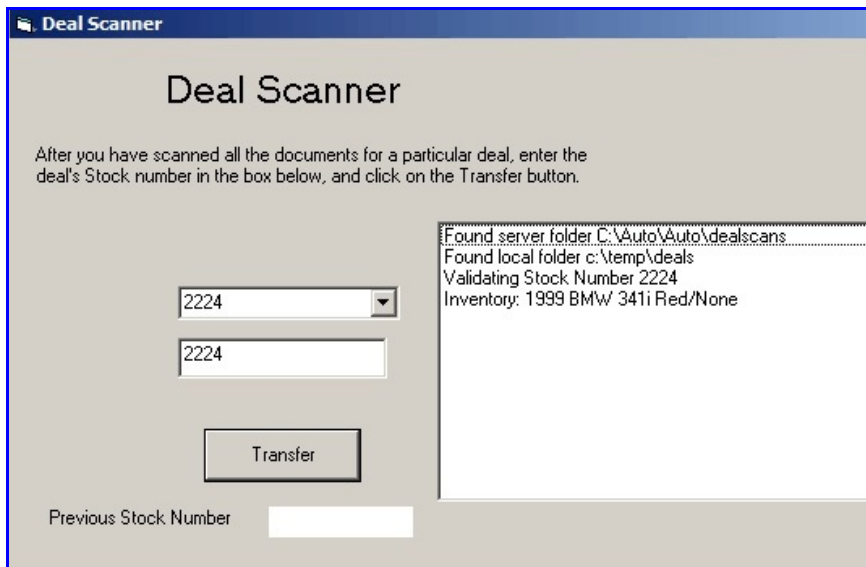 Deal Scanner
Deal Scanner
After you have scanned all the documents for a particular deal, enter the
deal's Stock number in the box below, and click on the Transfer button.
Found server folder C:\Auto\Auto\dealscans
Found local folder c:\temp\deals
Validating Stock Number 2224
Inventory: 1999 BMW 341i Red/None
2224
2224
Transfer
Previous Stock Number